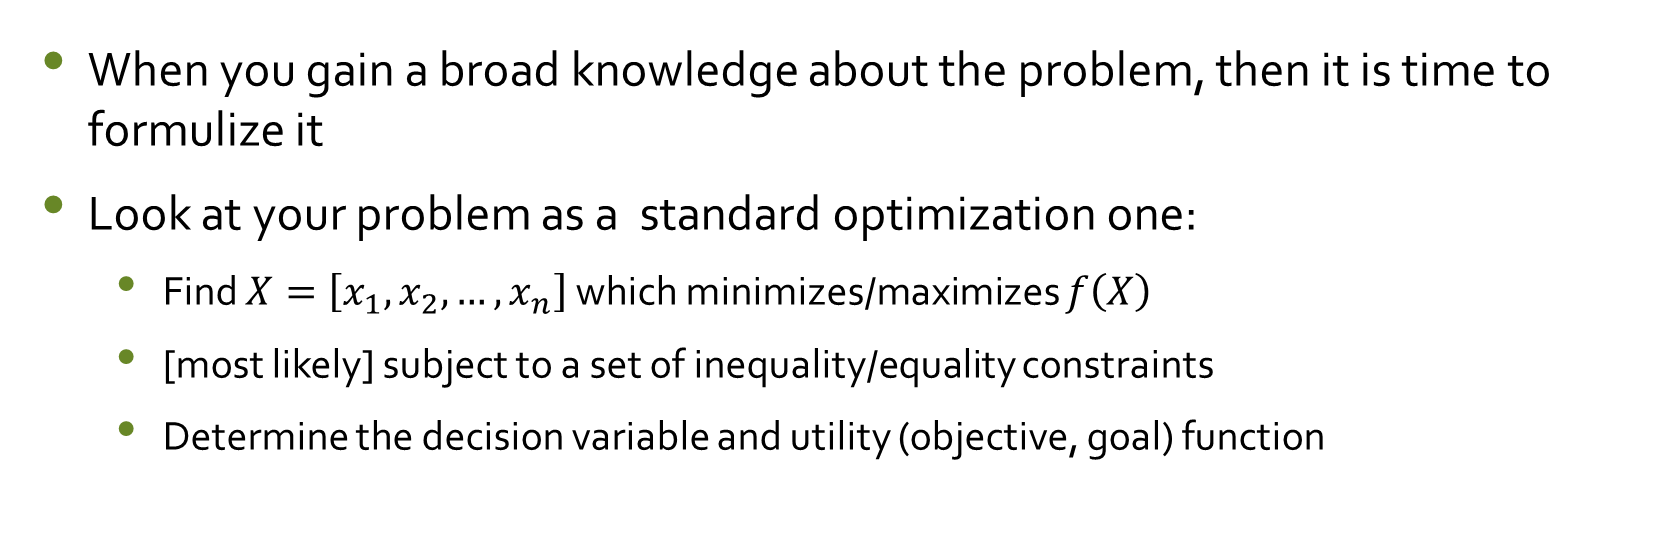 • When you gain a broad knowledge about the problem, then it is time to
formulize it
• Look at your problem as a  standard optimization one:
• Find X = [x₁, x₂, … , xₙ] which minimizes/maximizes f(X)
• [most likely] subject to a set of inequality/equality constraints
• Determine the decision variable and utility (objective, goal) function